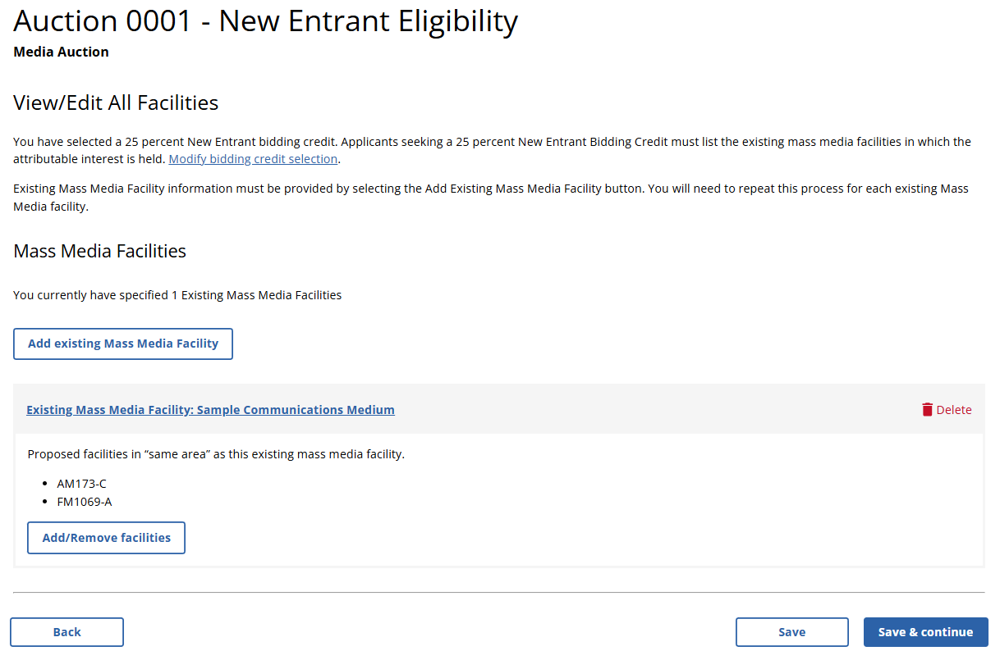 Auction 0001 - New Entrant Eligibility
Media Auction
View/Edit All Facilities
You have selected a 25 percent New Entrant bidding credit. Applicants seeking a 25 percent New Entrant Bidding Credit must list the existing mass media facilities in which the
attributable interest is held. Modify bidding credit selection.
Existing Mass Media Facility information must be provided by selecting the Add Existing Mass Media Facility button. You will need to repeat this process for each existing Mass
Media facility.
Mass Media Facilities
You currently have specified 1 Existing Mass Media Facilities
Add existing Mass Media Facility
Existing Mass Media Facility: Sample Communications Medium
Delete
Proposed facilities in “same area” as this existing mass media facility.
• AM173-C
• FM1069-A
Add/Remove facilities
Back
Save
Save & continue